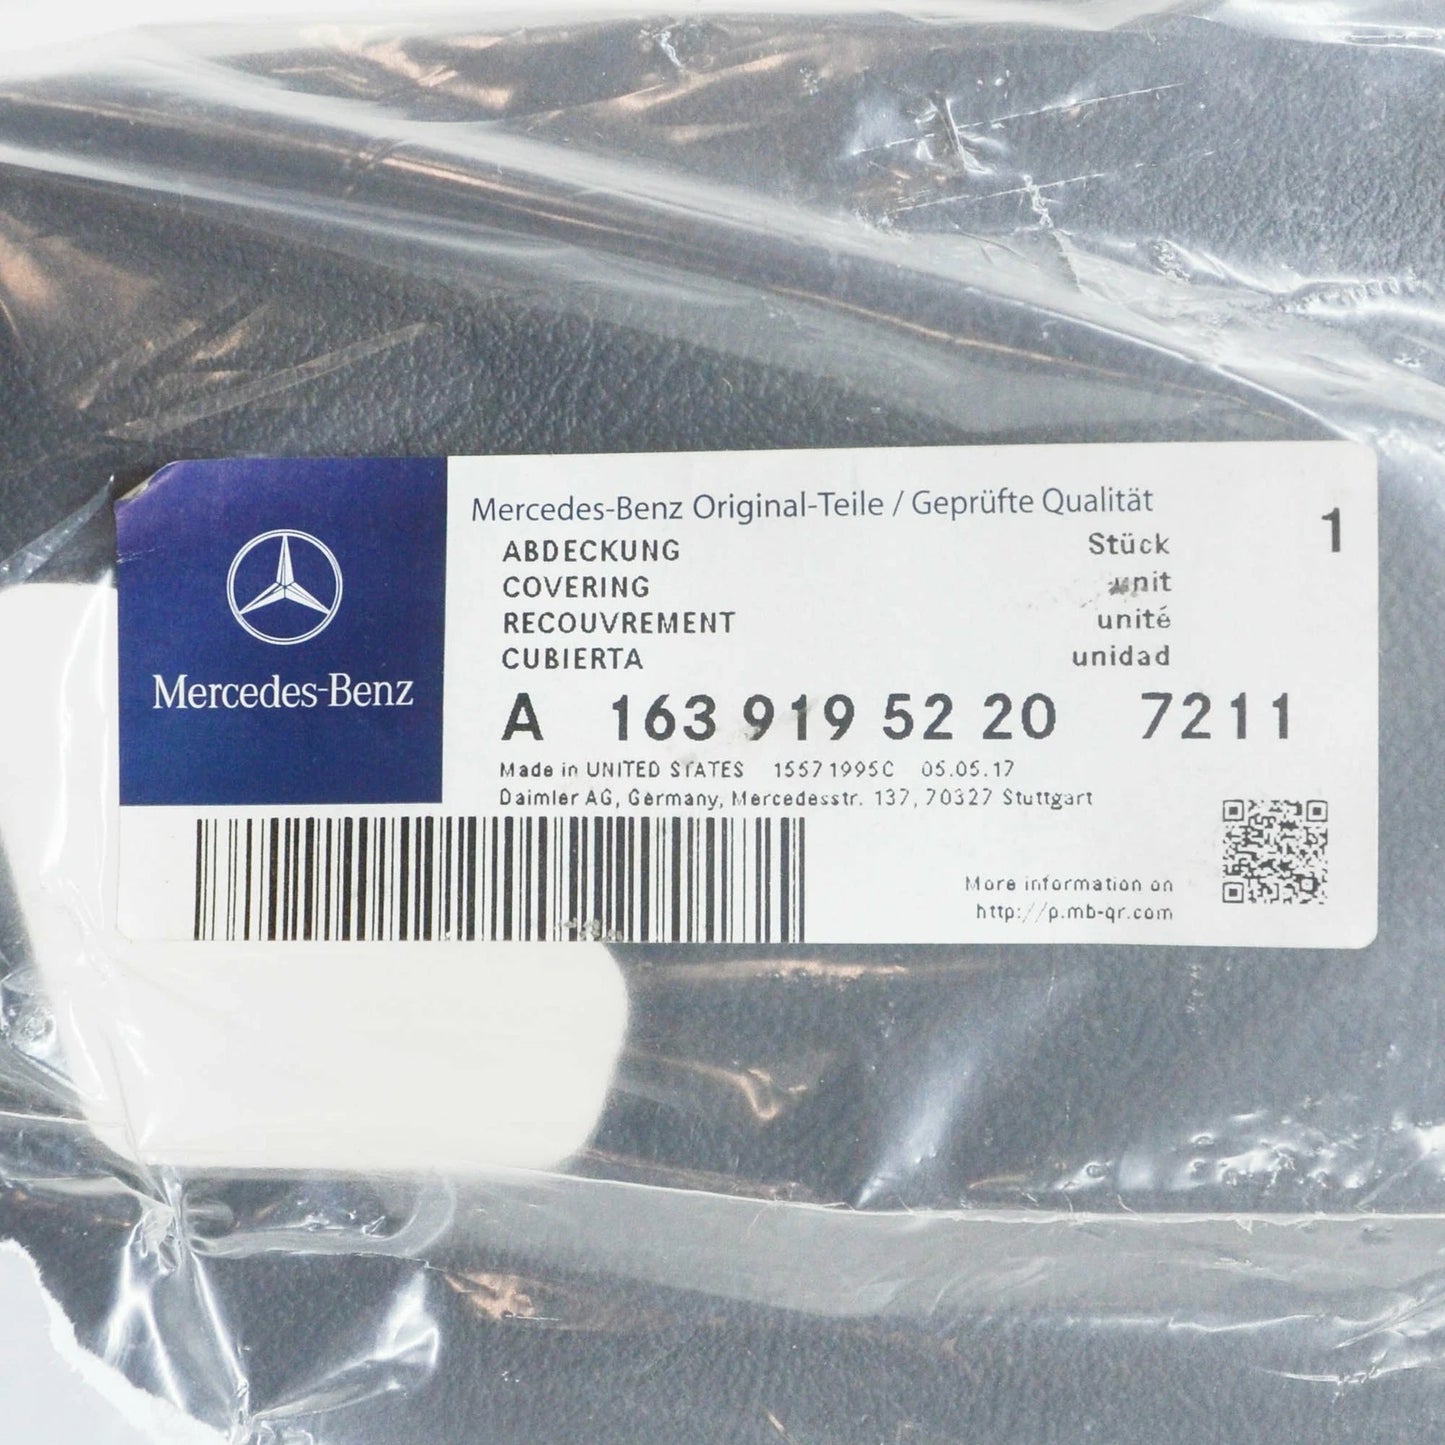 Mercedes-Benz
Mercedes-Benz Original-Teile / Geprüfte Qualität
ABDECKUNG Stück 1
COVERING unit
RECOUVREMENT unité
CUBIERTA unidad
A 163 919 52 20 7211
Made in UNITED STATES 15571995C 05.05.17
Daimler AG, Germany, Mercedesstr. 137, 70327 Stuttgart
More information on
http://p.mb-qr.com